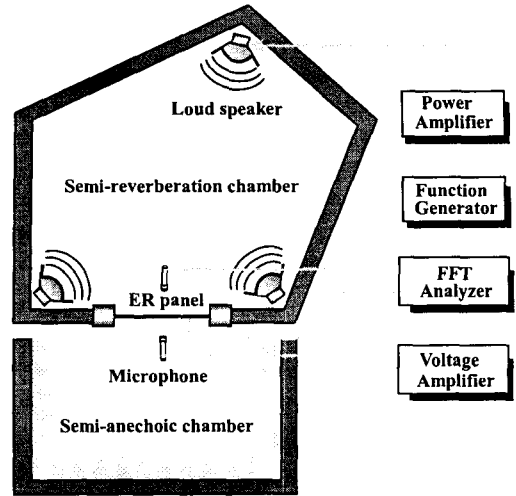 Loud speaker
Power
Amplifier
Semi-reverberation chamber
Function
Generator
ER panel
FFT
Analyzer
Microphone
Voltage
Amplifier
Semi-anechoic chamber